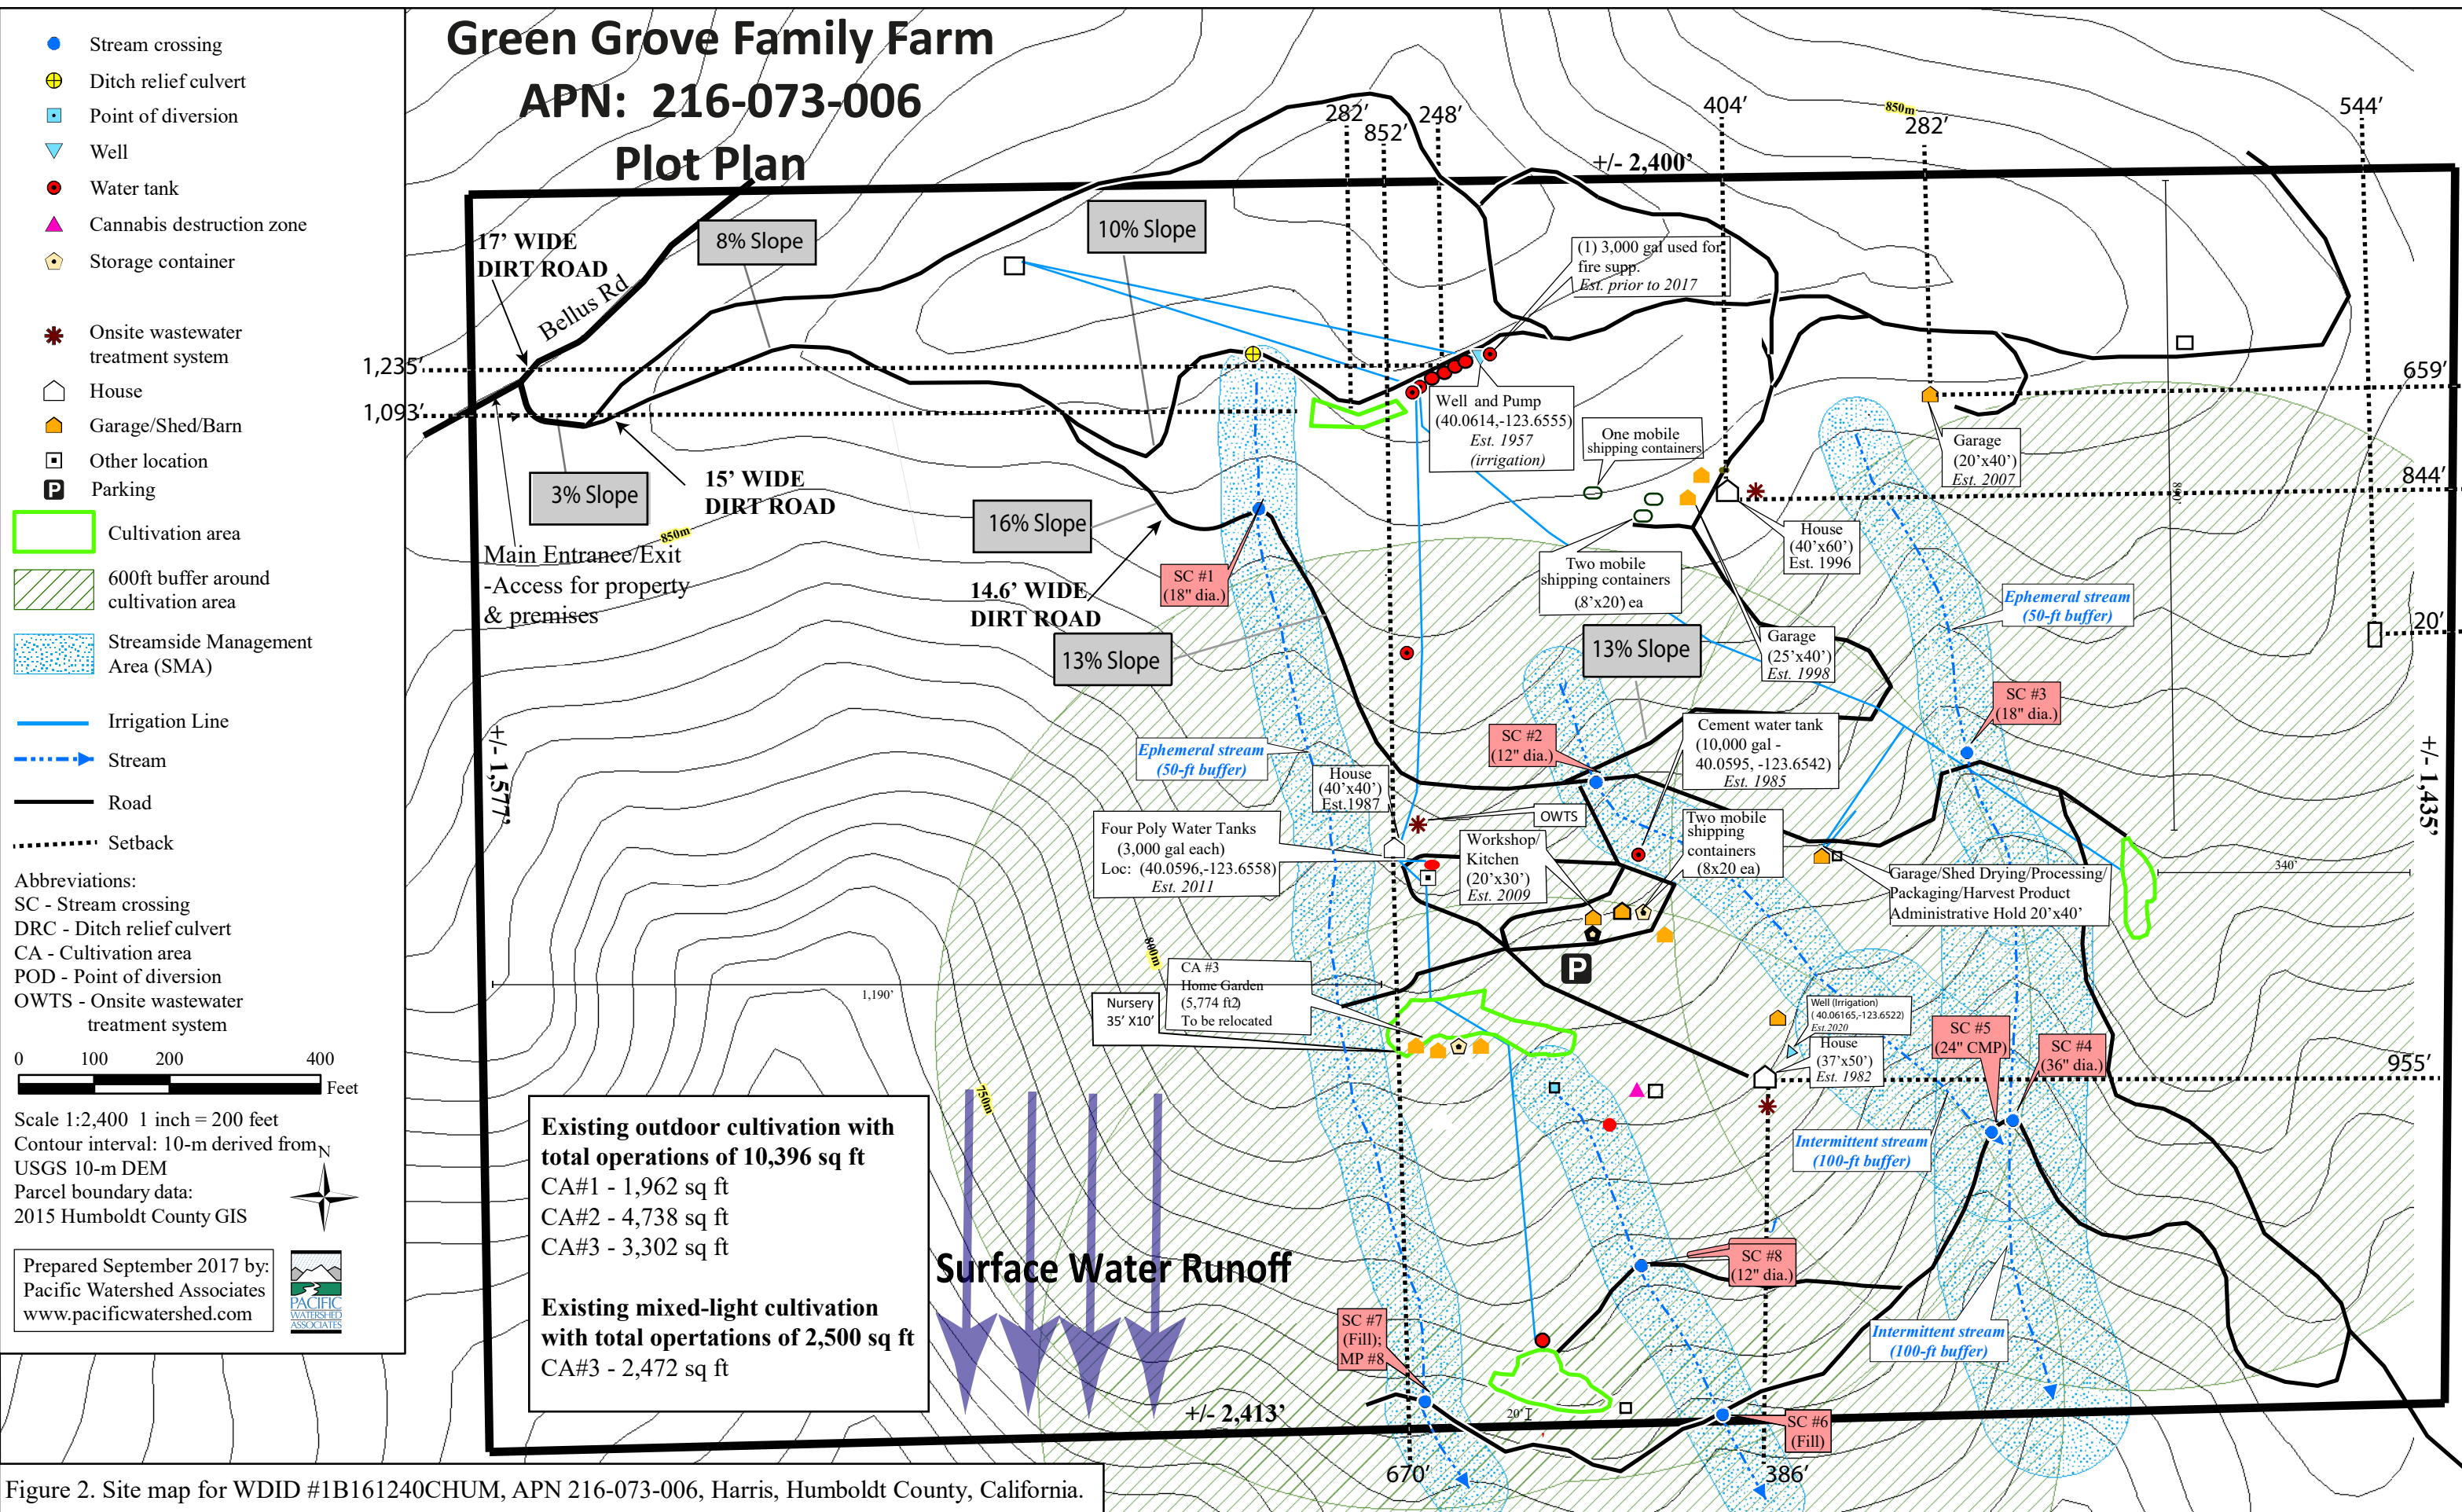 Green Grove Family Farm
APN: 216-073-006
Plot Plan
Stream crossing
Ditch relief culvert
Point of diversion
Well
Water tank
Cannabis destruction zone
Storage container
Onsite wastewater
treatment system
House
Garage/Shed/Barn
Other location
P
Parking
Cultivation area
600ft buffer around
cultivation area
Streamside Management
Area (SMA)
Irrigation Line
Stream
Road
Setback
Abbreviations:
SC - Stream crossing
DRC - Ditch relief culvert
CA - Cultivation area
POD - Point of diversion
OWTS - Onsite wastewater
treatment system
0 100 200 400
Feet
Scale 1:2,400 1 inch = 200 feet
Contour interval: 10-m derived from
USGS 10-m DEM
Parcel boundary data:
2015 Humboldt County GIS
N
Prepared September 2017 by:
Pacific Watershed Associates
www.pacificwatershed.com
PACIFIC
WATERSHED
ASSOCIATES
282'
852'
248'
+/- 2,400'
404'
850m
282'
544'
17' WIDE
DIRT ROAD
Bellus Rd
8% Slope
10% Slope
(1) 3,000 gal used for
fire supp.
Est. prior to 2017
1,235'
1,093'
659'
844'
20'
890'
Well and Pump
(40.0614,-123.6555)
Est. 1957
(irrigation)
One mobile
shipping containers
Garage
(20'x40')
Est. 2007
3% Slope
15' WIDE
DIRT ROAD
850m
16% Slope
Main Entrance/Exit
-Access for property
& premises
14.6' WIDE
DIRT ROAD
SC #1
(18" dia.)
13% Slope
Two mobile
shipping containers
(8'x20') ea
House
(40'x60')
Est. 1996
Garage
(25'x40')
Est. 1998
13% Slope
Ephemeral stream
(50-ft buffer)
SC #3
(18" dia.)
SC #2
(12" dia.)
Cement water tank
(10,000 gal -
40.0595, -123.6542)
Est. 1985
+/- 1,577'
+/- 1,435'
Ephemeral stream
(50-ft buffer)
House
(40'x40')
Est.1987
OWTS
Four Poly Water Tanks
(3,000 gal each)
Loc: (40.0596,-123.6558)
Est. 2011
Workshop/
Kitchen
(20'x30')
Est. 2009
Two mobile
shipping
containers
(8x20 ea)
Garage/Shed Drying/Processing/
Packaging/Harvest Product
Administrative Hold 20'x40'
340'
800m
1,190'
CA #3
Home Garden
(5,774 ft2)
To be relocated
Nursery
35' X10'
P
Well (Irrigation)
( 40.06165,-123.6522)
Est.2020
House
(37'x50')
Est. 1982
SC #5
(24" CMP)
SC #4
(36" dia.)
955'
750m
Existing outdoor cultivation with
total operations of 10,396 sq ft
CA#1 - 1,962 sq ft
CA#2 - 4,738 sq ft
CA#3 - 3,302 sq ft
Existing mixed-light cultivation
with total opertations of 2,500 sq ft
CA#3 - 2,472 sq ft
Surface Water Runoff
Intermittent stream
(100-ft buffer)
SC #8
(12" dia.)
SC #7
(Fill);
MP #8
Intermittent stream
(100-ft buffer)
20'
+/- 2,413'
SC #6
(Fill)
670'
386'
Figure 2. Site map for WDID #1B161240CHUM, APN 216-073-006, Harris, Humboldt County, California.